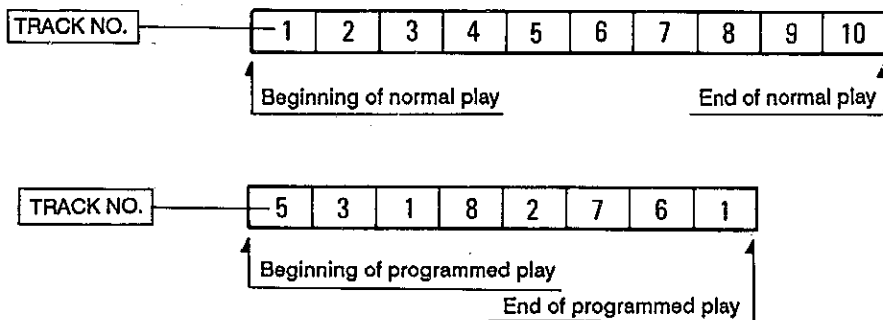 TRACK NO. 1 2 3 4 5 6 7 8 9 10
Beginning of normal play End of normal play
TRACK NO. 5 3 1 8 2 7 6 1
Beginning of programmed play
End of programmed play